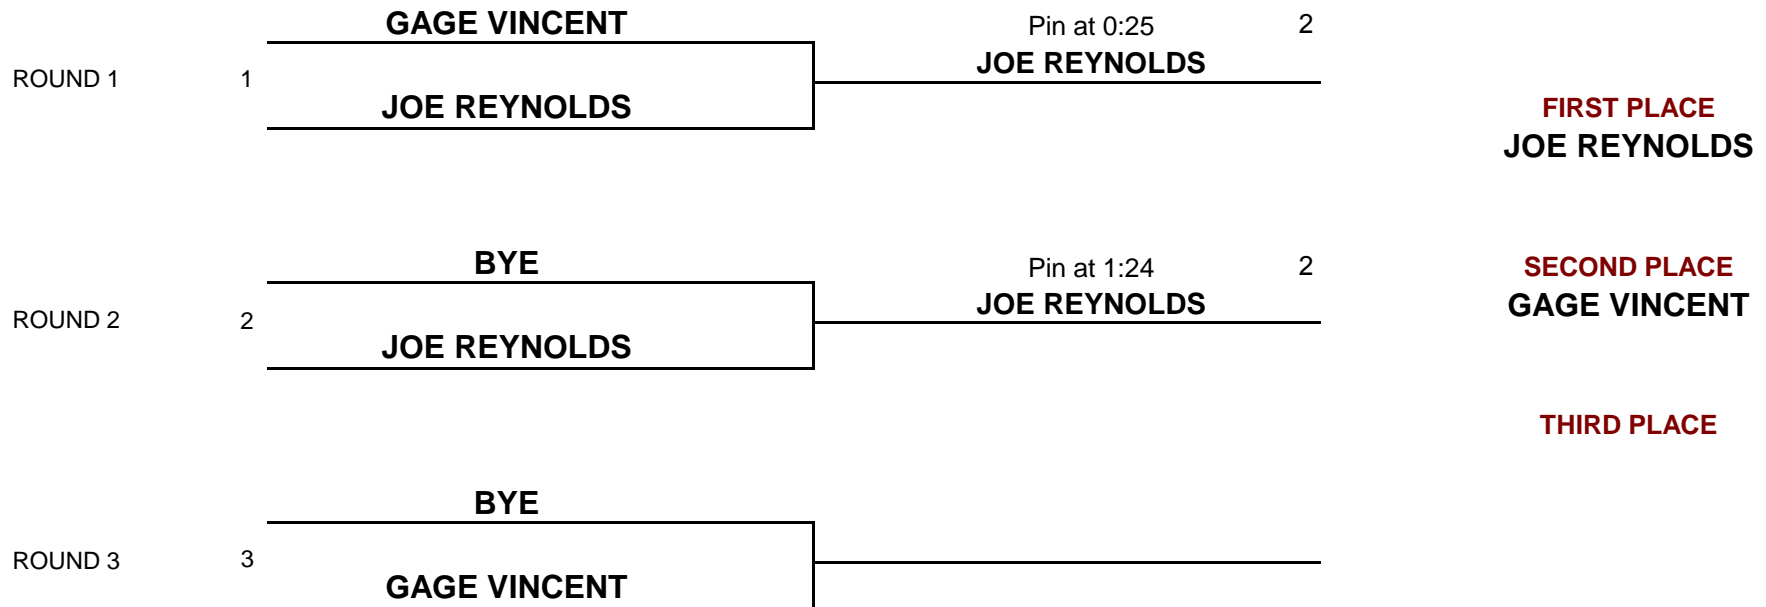 GAGE VINCENT
Pin at 0:25 2
JOE REYNOLDS
ROUND 1 1
JOE REYNOLDS
FIRST PLACE
JOE REYNOLDS
BYE
Pin at 1:24 2
SECOND PLACE
JOE REYNOLDS
GAGE VINCENT
ROUND 2 2
JOE REYNOLDS
THIRD PLACE
BYE
ROUND 3 3
GAGE VINCENT